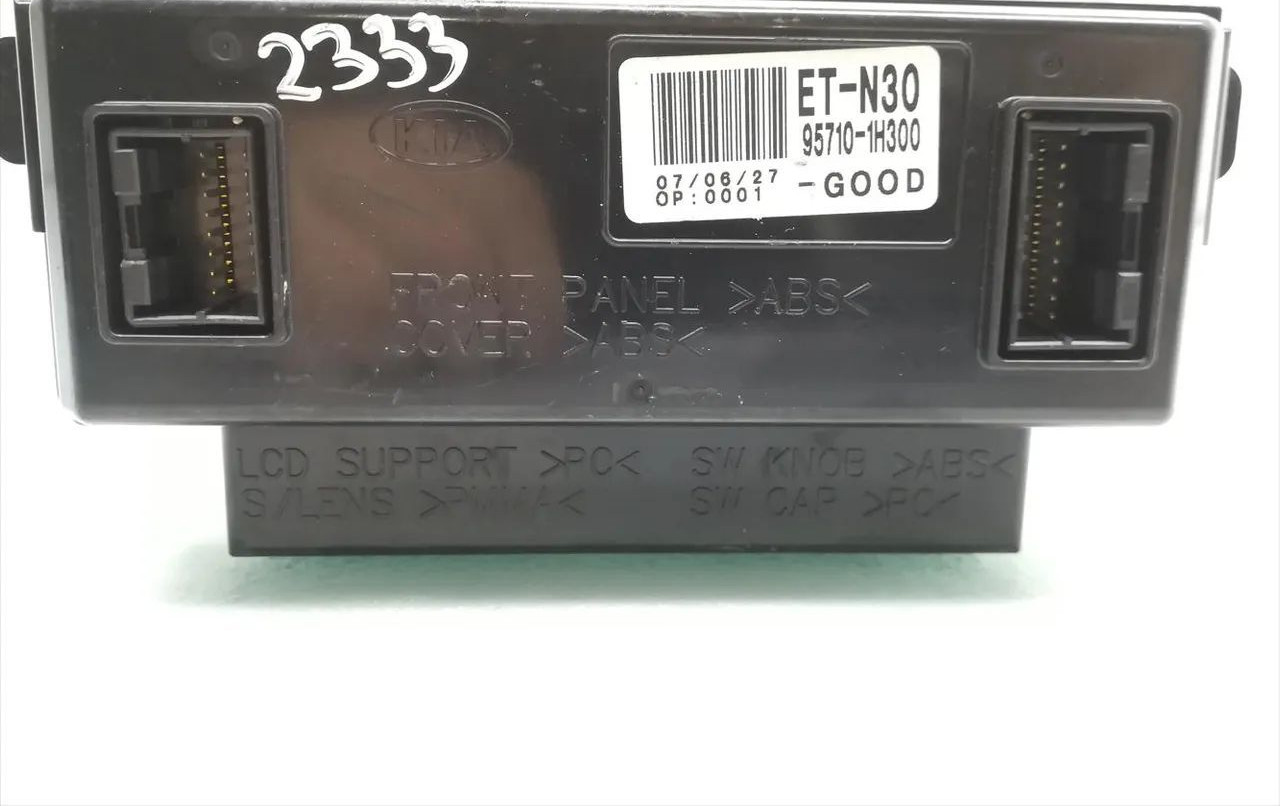 2333
KIA
ET-N30
95710-1H300
07/06/27
OP:0001
-GOOD
FRONT PANEL >ABS<
COVER >ABS<
LCD SUPPORT >PC<
S/LENS >PMMA<
SW KNOB >ABS<
SW CAP >PC<